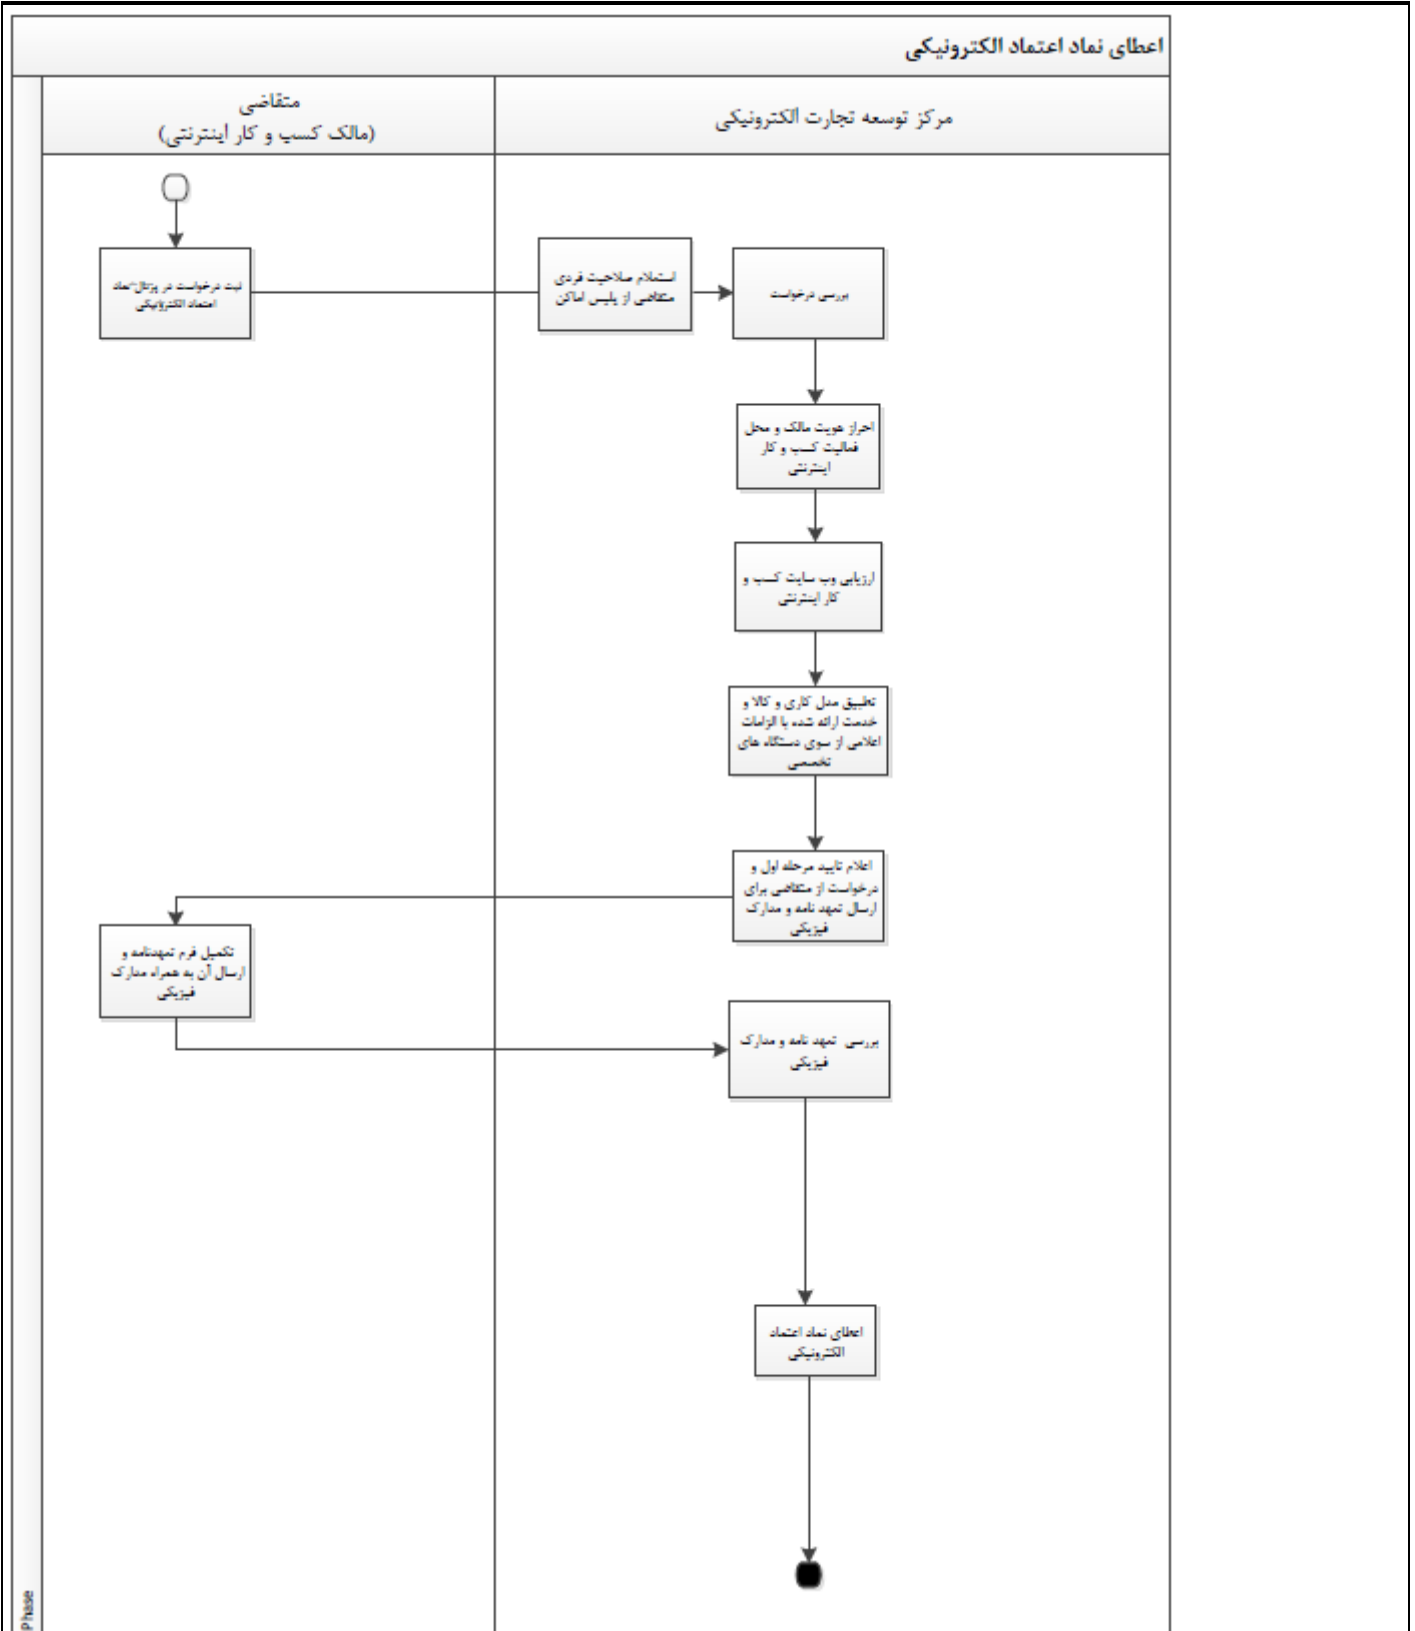 اعطای نماد اعتماد الکترونیکی
متقاضی
(مالک کسب و کار اینترنتی)
مرکز توسعه تجارت الکترونیکی
ثبت درخواست در پرتال نماد
اعتماد الکترونیکی
استعلام صلاحیت فردی
متقاضی از پلیس اماکن
بررسی درخواست
احراز هویت مالک و محل
فعالیت کسب و کار
اینترنتی
ارزیابی وب سایت کسب و
کار اینترنتی
تطبیق مدل کاری و کالا و
خدمت ارائه شده با الزامات
اعلامی از سوی دستگاه های
تخصصی
اعلام تایید مرحله اول و
درخواست از متقاضی برای
ارسال تعهد نامه و مدارک
فیزیکی
تکمیل فرم تعهدنامه و
ارسال آن به همراه مدارک
فیزیکی
بررسی تعهد نامه و مدارک
فیزیکی
اعطای نماد اعتماد
الکترونیکی
Phase